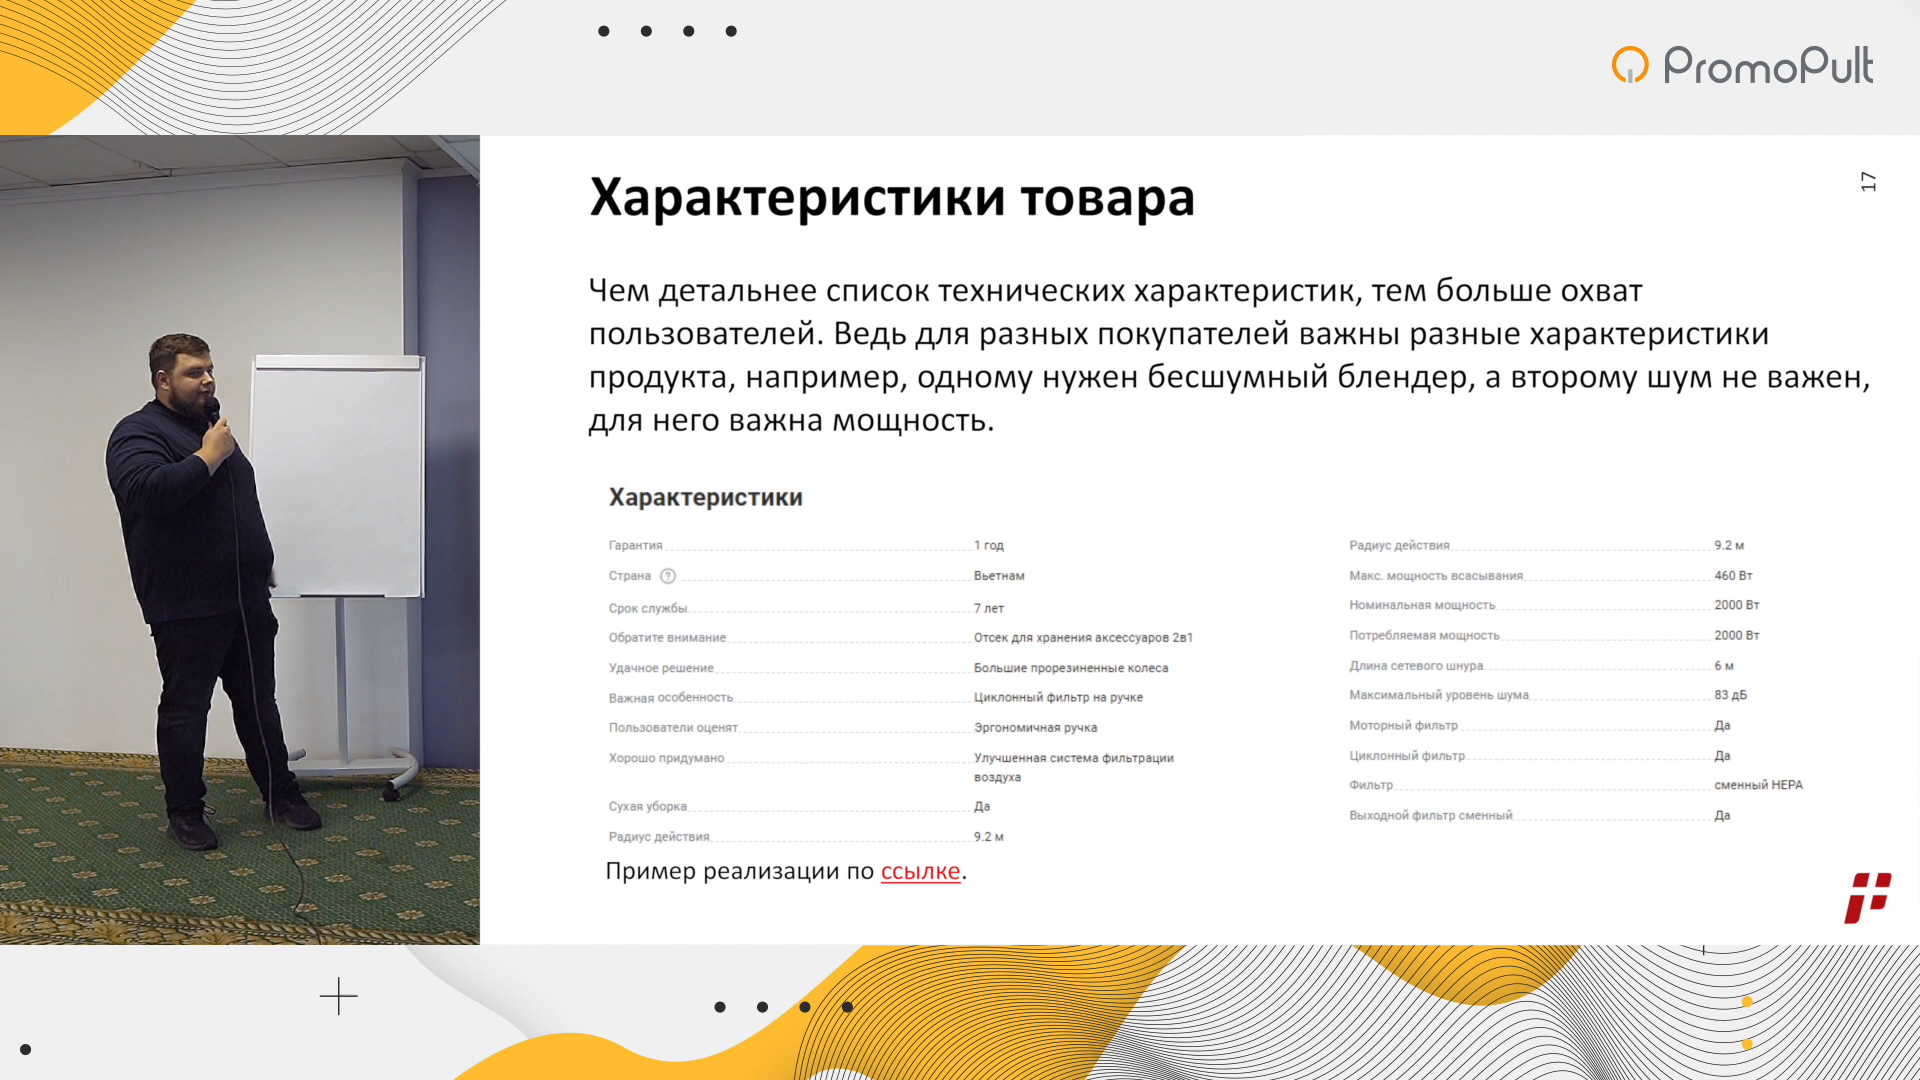 PromoPult
Характеристики товара
17
Чем детальнее список технических характеристик, тем больше охват
пользователей. Ведь для разных покупателей важны разные характеристики
продукта, например, одному нужен бесшумный блендер, а второму шум не важен,
для него важна мощность.
Характеристики
Гарантия 1 год
Страна ? Вьетнам
Срок службы 7 лет
Обратите внимание Отсек для хранения аксессуаров 2в1
Удачное решение Большие прорезиненные колеса
Важная особенность Циклонный фильтр на ручке
Пользователи оценят Эргономичная ручка
Хорошо придумано Улучшенная система фильтрации
воздуха
Сухая уборка Да
Радиус действия 9.2 м
Радиус действия 9.2 м
Макс. мощность всасывания 460 Вт
Номинальная мощность 2000 Вт
Потребляемая мощность 2000 Вт
Длина сетевого шнура 6 м
Максимальный уровень шума 83 дБ
Моторный фильтр Да
Циклонный фильтр Да
Фильтр сменный HEPA
Выходной фильтр сменный Да
Пример реализации по ссылке.